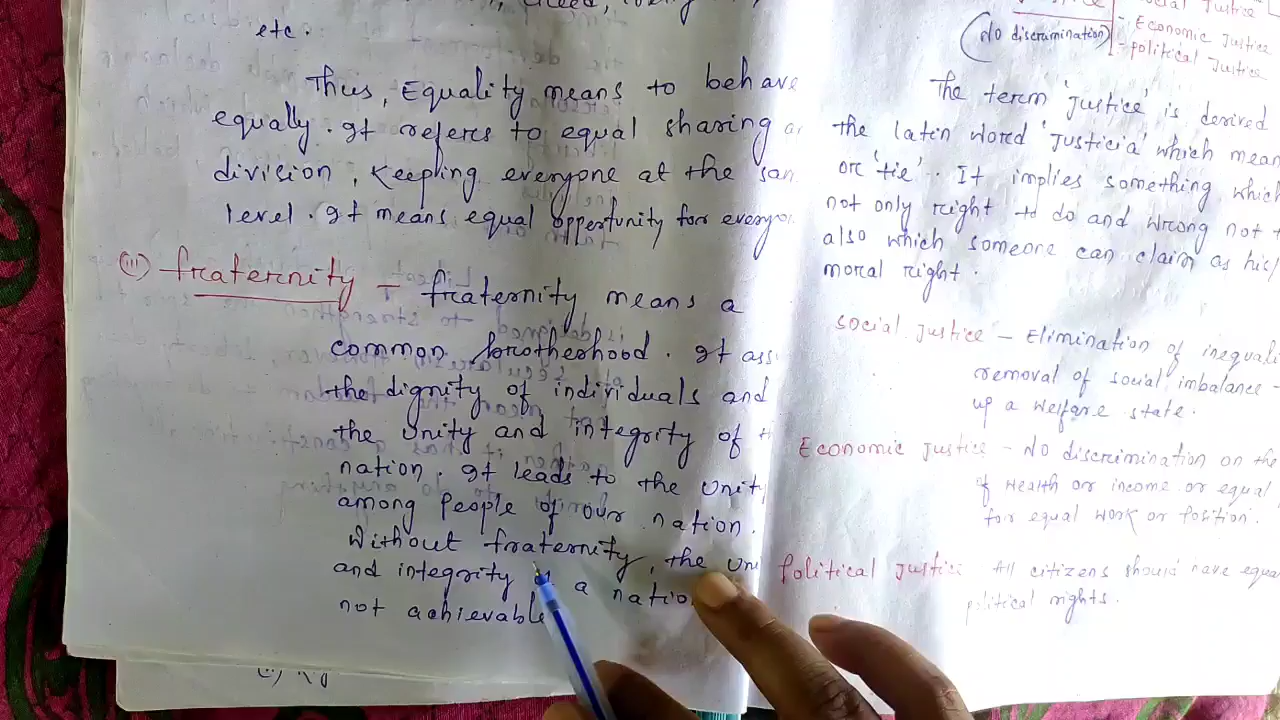 etc.
Thus, Equality means to behave
equally. It refers to equal sharing
division, Keeping everyone at the
level. It means equal opportunity for
(iii) fraternity - fraternity means a
common brotherhood. It
the dignity of individuals and
the unity and integrity of
nation. It leads to the
among people of our nation.
Without fraternity, the
and integrity a
not achievable
Justice
- Economic Justice
(No discrimination) - political Justice
The term 'Justice' is derived
the latin word 'Justicia' which
or 'tie'. It implies something
not only right to do and wrong not
also which someone can claim as
moral right.
Social Justice - Elimination of
removal of social imbalance -
up a welfare state.
Economic Justice - No discrimination on the
of wealth or income or equal
for equal work or position.
Political Justice All citizens should have
political rights.